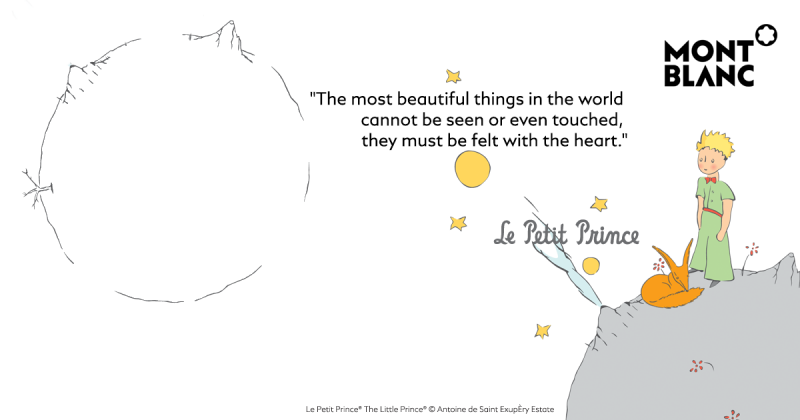 MONT
BLANC
"The most beautiful things in the world
cannot be seen or even touched,
they must be felt with the heart."
Le Petit Prince
Le Petit Prince® The Little Prince® © Antoine de Saint ExupÈry Estate